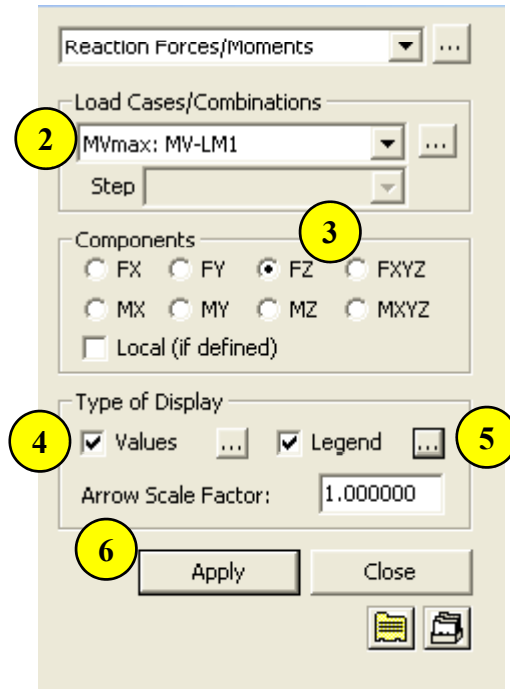 Reaction Forces/Moments ...
Load Cases/Combinations
2 MVmax: MV-LM1 ...
Step
3
Components
FX FY FZ FXYZ
MX MY MZ MXYZ
Local (if defined)
Type of Display
4 Values ... Legend ... 5
Arrow Scale Factor: 1.000000
6
Apply Close